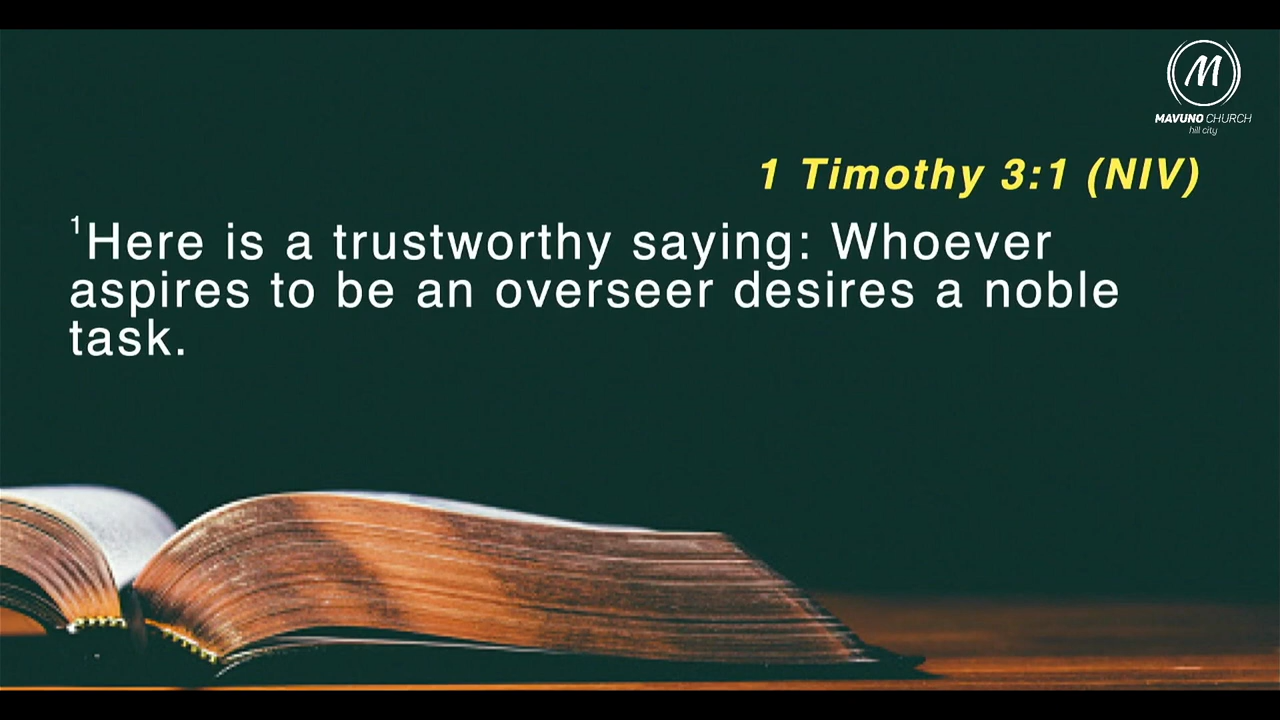 M
MAVUNO CHURCH
hill city
1 Timothy 3:1 (NIV)
1Here is a trustworthy saying: Whoever
aspires to be an overseer desires a noble
task.